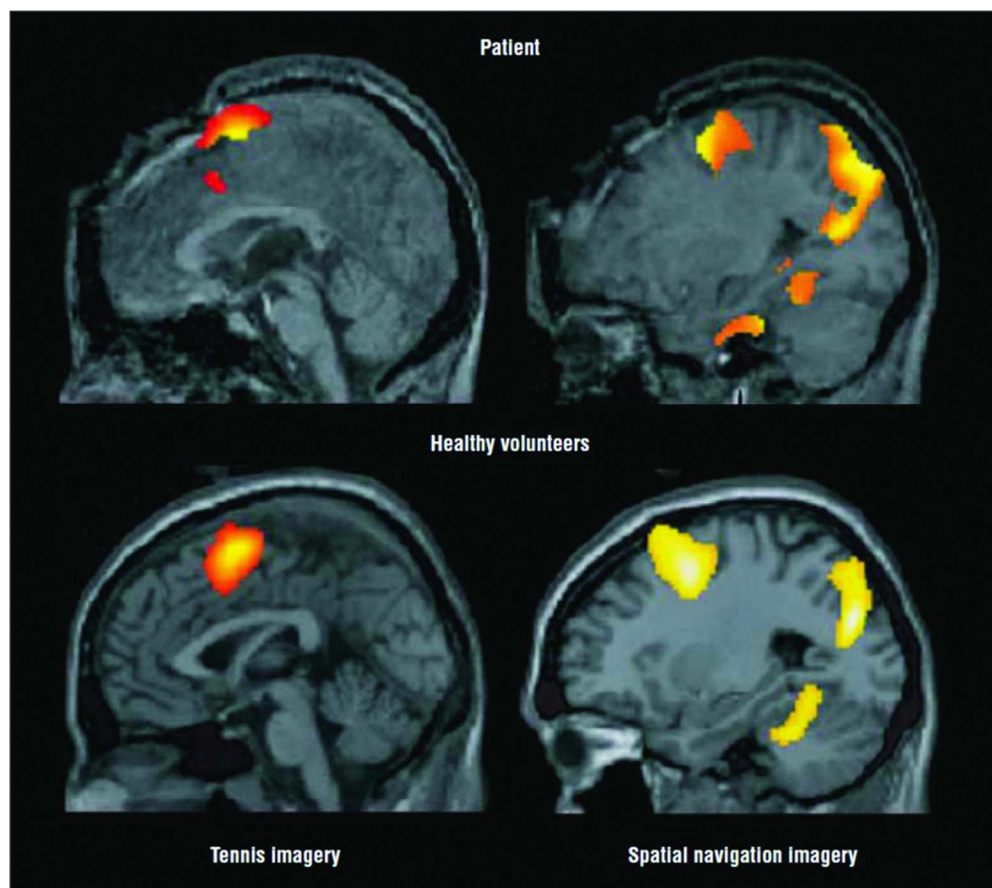 Patient
Healthy volunteers
Tennis imagery
Spatial navigation imagery